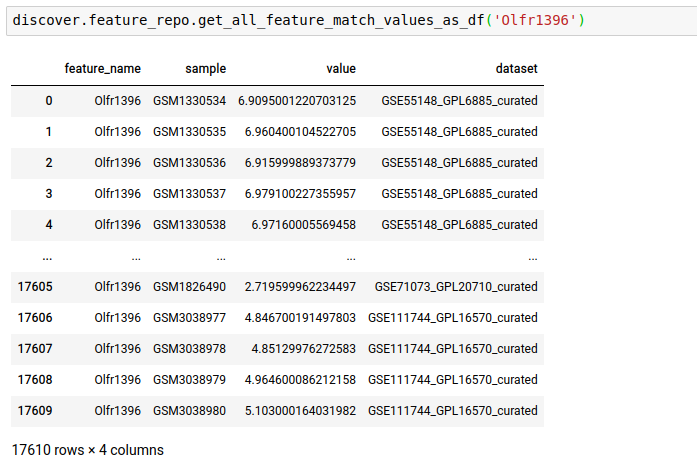 discover.feature_repo.get_all_feature_match_values_as_df('Olfr1396')
feature_name sample value dataset
0 Olfr1396 GSM1330534 6.9095001220703125 GSE55148_GPL6885_curated
1 Olfr1396 GSM1330535 6.960400104522705 GSE55148_GPL6885_curated
2 Olfr1396 GSM1330536 6.915999889373779 GSE55148_GPL6885_curated
3 Olfr1396 GSM1330537 6.979100227355957 GSE55148_GPL6885_curated
4 Olfr1396 GSM1330538 6.97160005569458 GSE55148_GPL6885_curated
... ... ... ... ...
17605 Olfr1396 GSM1826490 2.719599962234497 GSE71073_GPL20710_curated
17606 Olfr1396 GSM3038977 4.846700191497803 GSE111744_GPL16570_curated
17607 Olfr1396 GSM3038978 4.85129976272583 GSE111744_GPL16570_curated
17608 Olfr1396 GSM3038979 4.964600086212158 GSE111744_GPL16570_curated
17609 Olfr1396 GSM3038980 5.103000164031982 GSE111744_GPL16570_curated
17610 rows × 4 columns